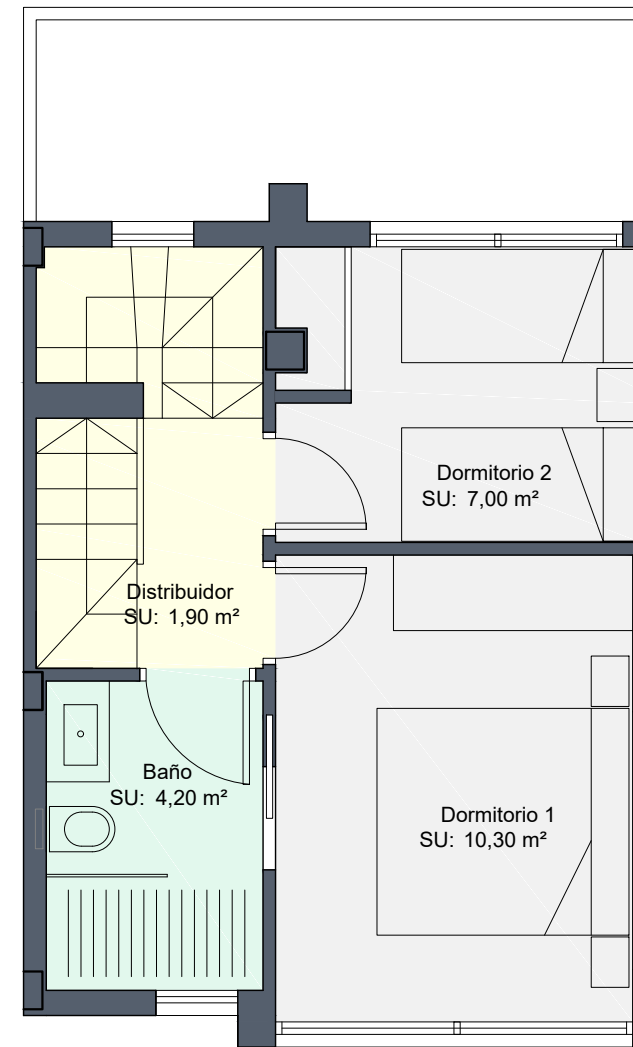 Dormitorio 2
SU: 7,00 m²
Distribuidor
SU: 1,90 m²
Baño
SU: 4,20 m²
Dormitorio 1
SU: 10,30 m²